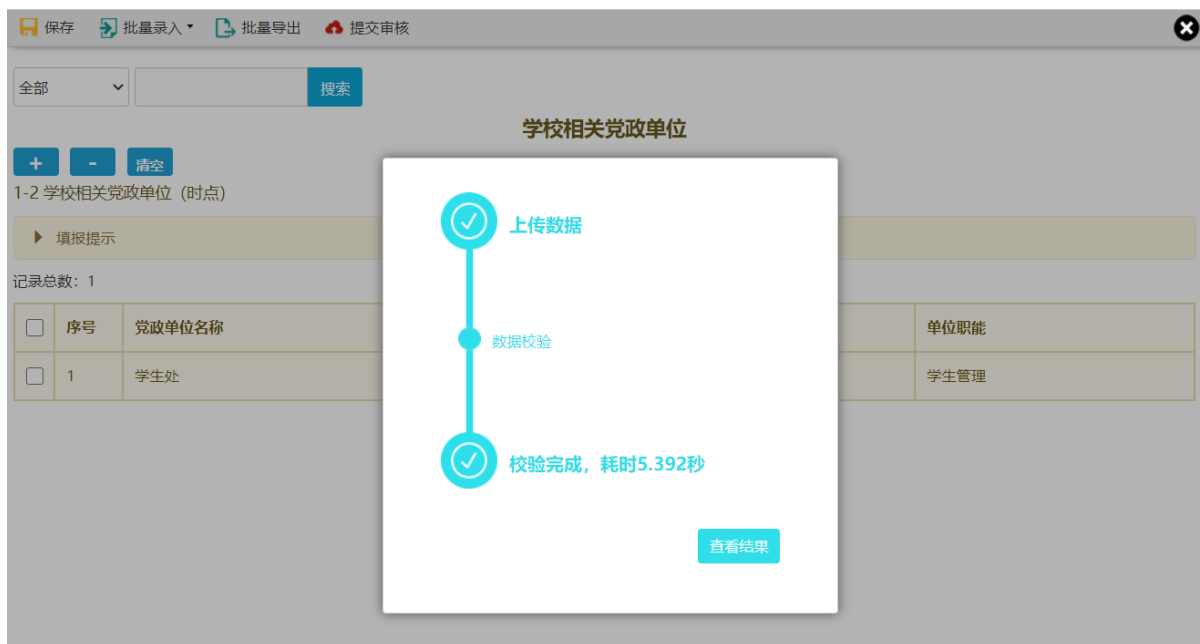 保存 批量录入 批量导出 提交审核
全部 搜索
学校相关党政单位
+ - 清空
1-2 学校相关党政单位（时点）
填报提示
记录总数：1
序号 党政单位名称 单位职能
1 学生处 学生管理
上传数据
数据校验
校验完成，耗时5.392秒
查看结果